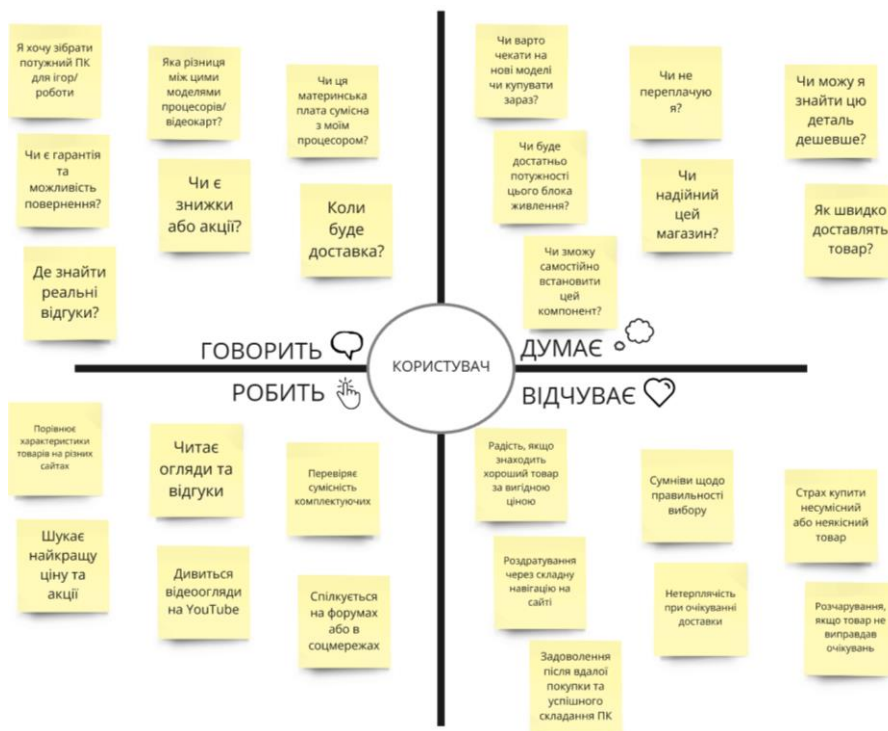 Я хочу зібрати
потужний ПК
для ігор/
роботи
Яка різниця
між цими
моделями
процесорів/
відеокарт?
Чи ця
материнська
плата сумісна
з моїм
процесором?
Чи є гарантія
та
можливість
повернення?
Чи є
знижки
або акції?
Коли
буде
доставка?
Де знайти
реальні
відгуки?
ГОВОРИТЬ
Чи варто
чекати на
нові моделі
чи купувати
зараз?
Чи не
переплачую
я?
Чи можу я
знайти цю
деталь
дешевше?
Чи буде
достатньо
потужності
цього блока
живлення?
Чи
надійний
цей
магазин?
Як швидко
доставлять
товар?
Чи зможу
самостійно
встановити
цей
компонент?
ДУМАЄ
КОРИСТУВАЧ
РОБИТЬ
Порівнює
характеристики
товарів на різних
сайтах
Читає
огляди та
відгуки
Перевіряє
сумісність
комплектуючих
Шукає
найкращу
ціну та
акції
Дивиться
відеоогляди
на YouTube
Спілкується
на форумах
або в
соцмережах
ВІДЧУВАЄ
Радість, якщо
знаходить
хороший товар
за вигідною
ціною
Сумніви щодо
правильності
вибору
Страх купити
несумісний
або неякісний
товар
Роздратування
через складну
навігацію на
сайті
Нетерплячість
при очікуванні
доставки
Розчарування,
якщо товар не
виправдав
очікувань
Задоволення
після вдалої
покупки та
успішного
складання ПК